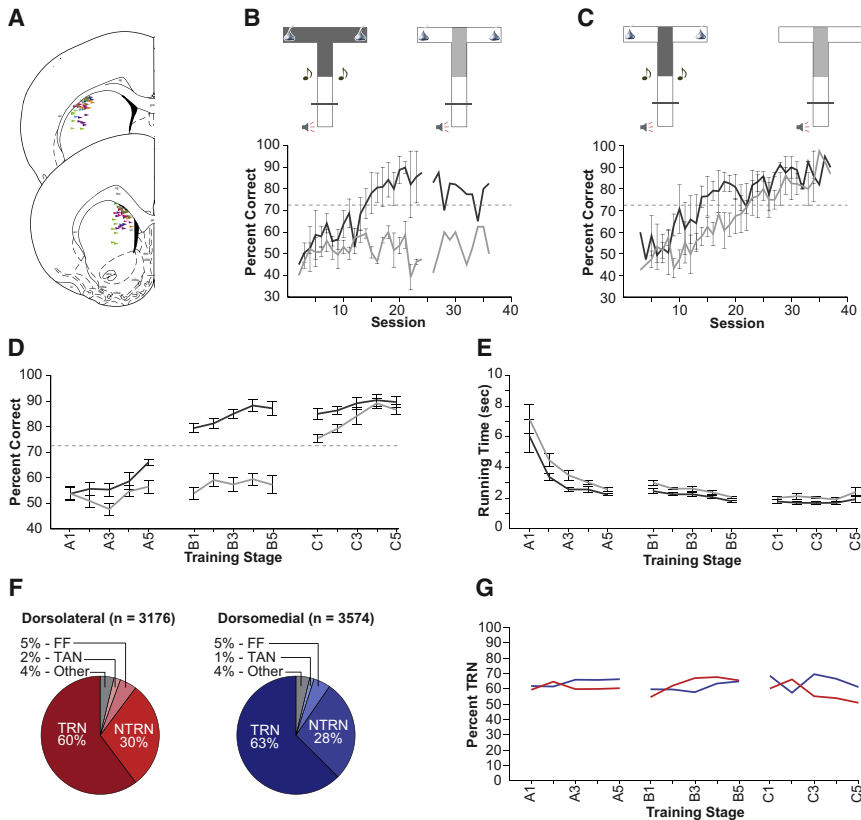 A
B
C
Percent Correct
100
90
80
70
60
50
40
30
10
20
30
40
Session
Percent Correct
100
90
80
70
60
50
40
30
10
20
30
40
Session
D
Percent Correct
100
90
80
70
60
50
40
A1
A3
A5
B1
B3
B5
C1
C3
C5
Training Stage
E
Running Time (sec)
10
8
6
4
2
0
A1
A3
A5
B1
B3
B5
C1
C3
C5
Training Stage
F
Dorsolateral (n = 3176)
5% - FF
2% - TAN
4% - Other
TRN
60%
NTRN
30%
Dorsomedial (n = 3574)
5% - FF
1% - TAN
4% - Other
TRN
63%
NTRN
28%
G
Percent TRN
100
90
80
70
60
50
40
30
20
10
0
A1
A3
A5
B1
B3
B5
C1
C3
C5
Training Stage